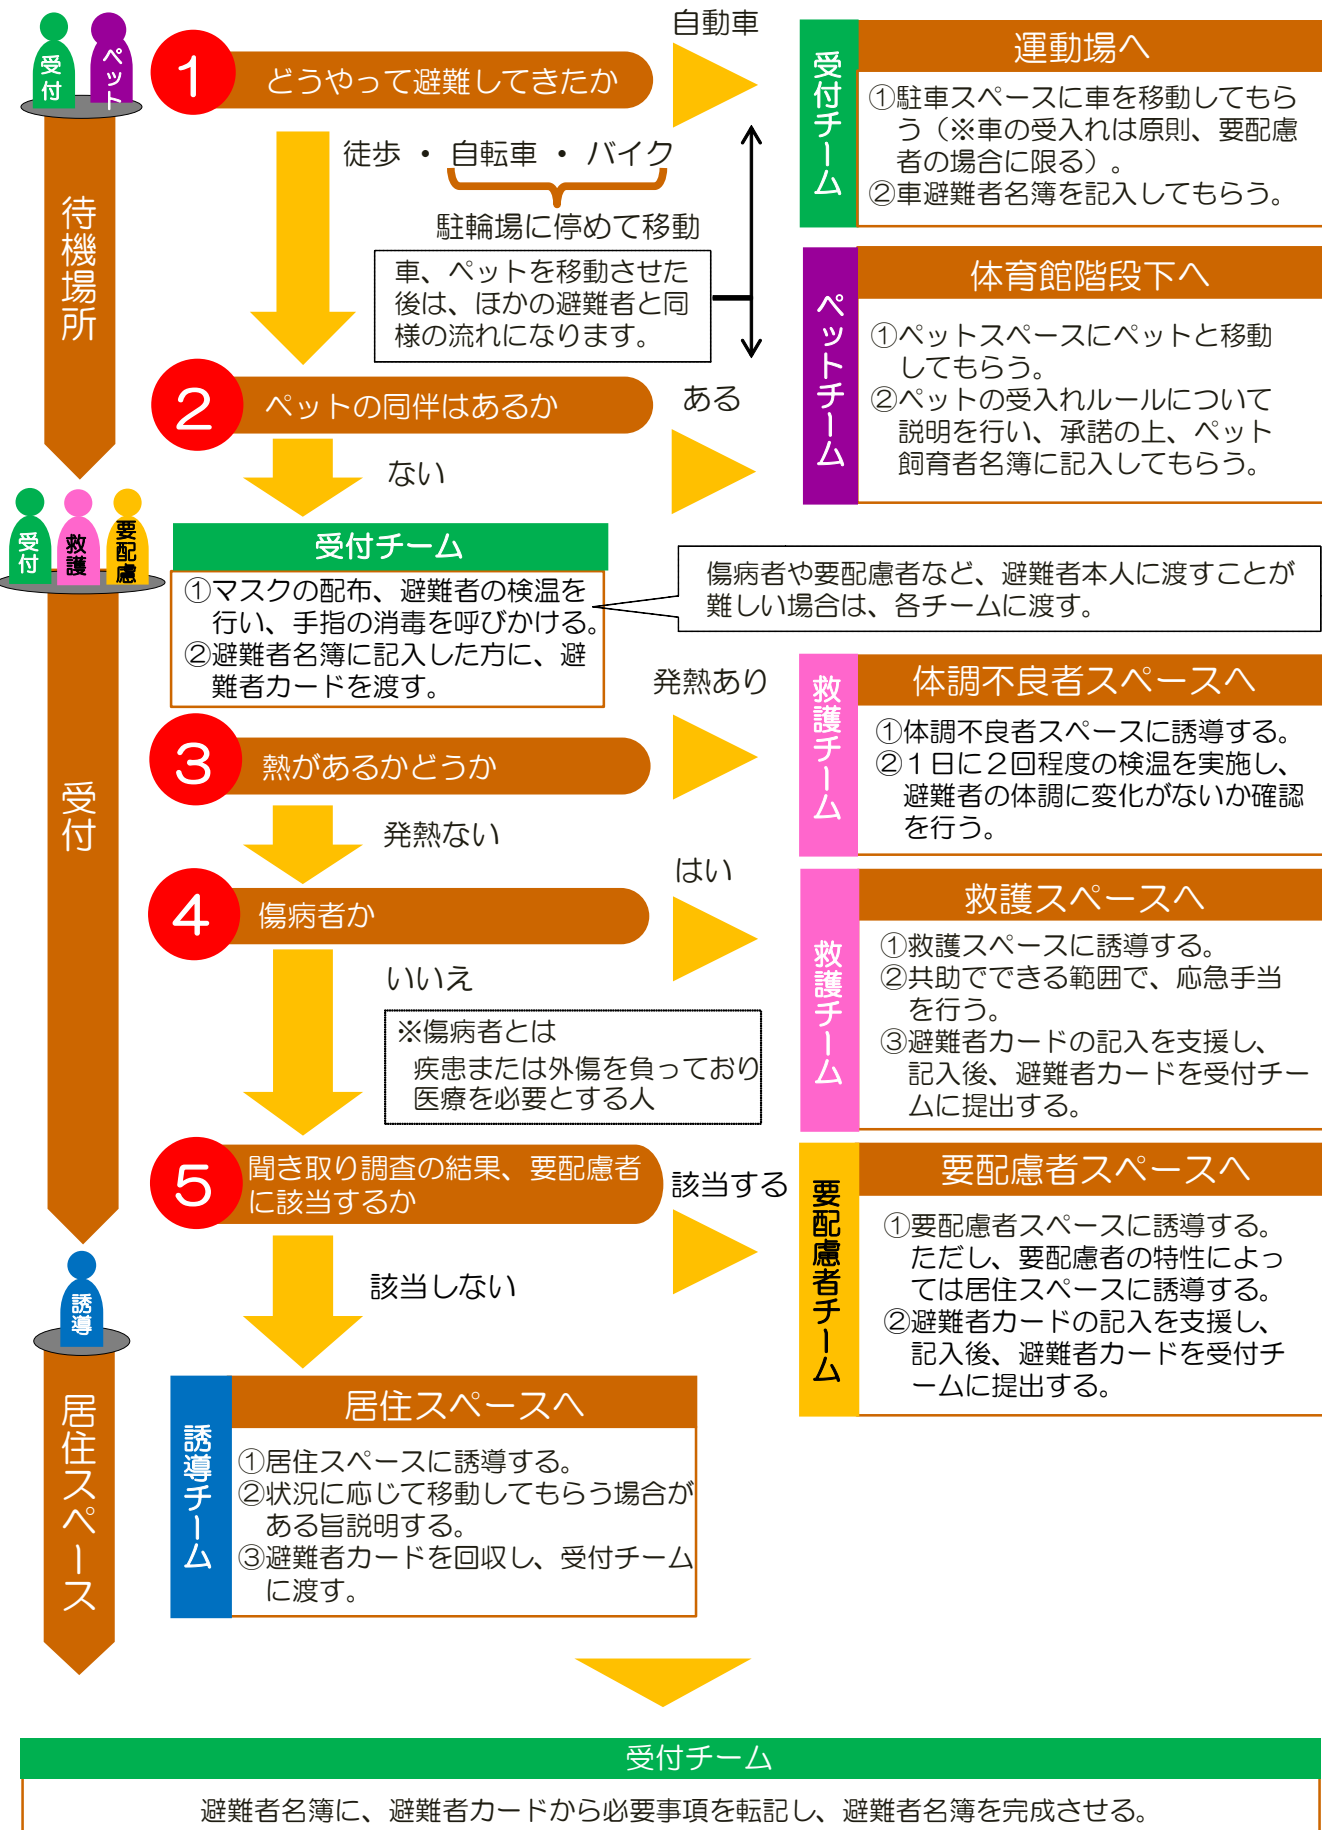 受付
ペット
待機場所
1
どうやって避難してきたか
自動車
徒歩 ・ 自転車 ・ バイク
駐輪場に停めて移動
車、ペットを移動させた
後は、ほかの避難者と同
様の流れになります。
受付チーム
運動場へ
①駐車スペースに車を移動してもら
う（※車の受入れは原則、要配慮
者の場合に限る）。
②車避難者名簿を記入してもらう。
2
ペットの同伴はあるか
ある
ない
ペットチーム
体育館階段下へ
①ペットスペースにペットと移動
してもらう。
②ペットの受入れルールについて
説明を行い、承諾の上、ペット
飼育者名簿に記入してもらう。
受付
救護
要配慮
受付
受付チーム
①マスクの配布、避難者の検温を
行い、手指の消毒を呼びかける。
②避難者名簿に記入した方に、避
難者カードを渡す。
傷病者や要配慮者など、避難者本人に渡すことが
難しい場合は、各チームに渡す。
3
熱があるかどうか
発熱あり
発熱ない
救護チーム
体調不良者スペースへ
①体調不良者スペースに誘導する。
②１日に２回程度の検温を実施し、
避難者の体調に変化がないか確認
を行う。
4
傷病者か
はい
いいえ
※傷病者とは
疾患または外傷を負っており
医療を必要とする人
救護チーム
救護スペースへ
①救護スペースに誘導する。
②共助でできる範囲で、応急手当
を行う。
③避難者カードの記入を支援し、
記入後、避難者カードを受付チー
ムに提出する。
5
聞き取り調査の結果、要配慮者
に該当するか
該当する
該当しない
要配慮者チーム
要配慮者スペースへ
①要配慮者スペースに誘導する。
ただし、要配慮者の特性によっ
ては居住スペースに誘導する。
②避難者カードの記入を支援し、
記入後、避難者カードを受付チ
ームに提出する。
誘導
居住スペース
誘導チーム
居住スペースへ
①居住スペースに誘導する。
②状況に応じて移動してもらう場合が
ある旨説明する。
③避難者カードを回収し、受付チーム
に渡す。
受付チーム
避難者名簿に、避難者カードから必要事項を転記し、避難者名簿を完成させる。